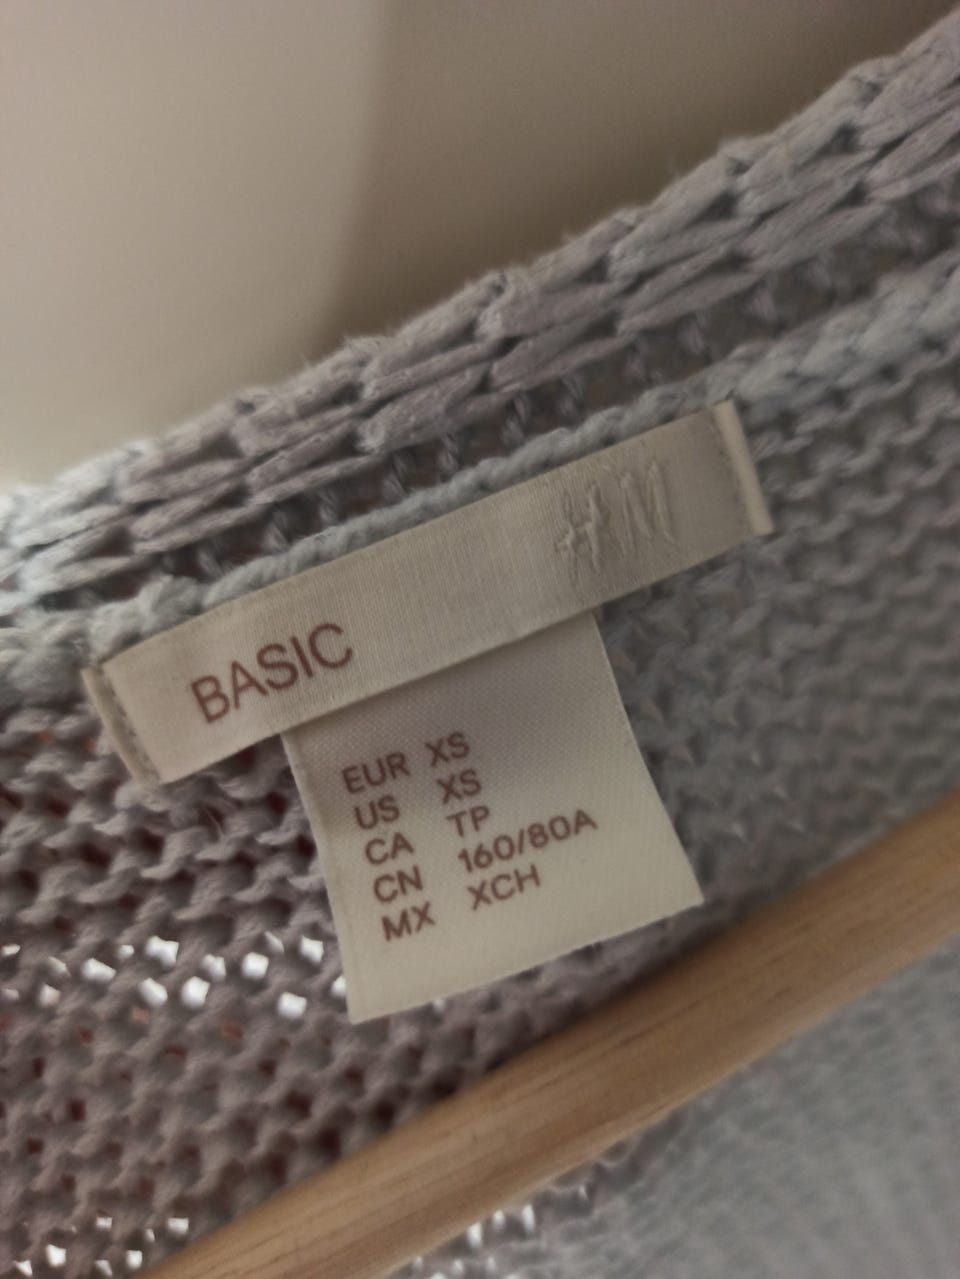 BASIC H&M
EUR XS
US XS
CA TP
CN 160/80A
MX XCH